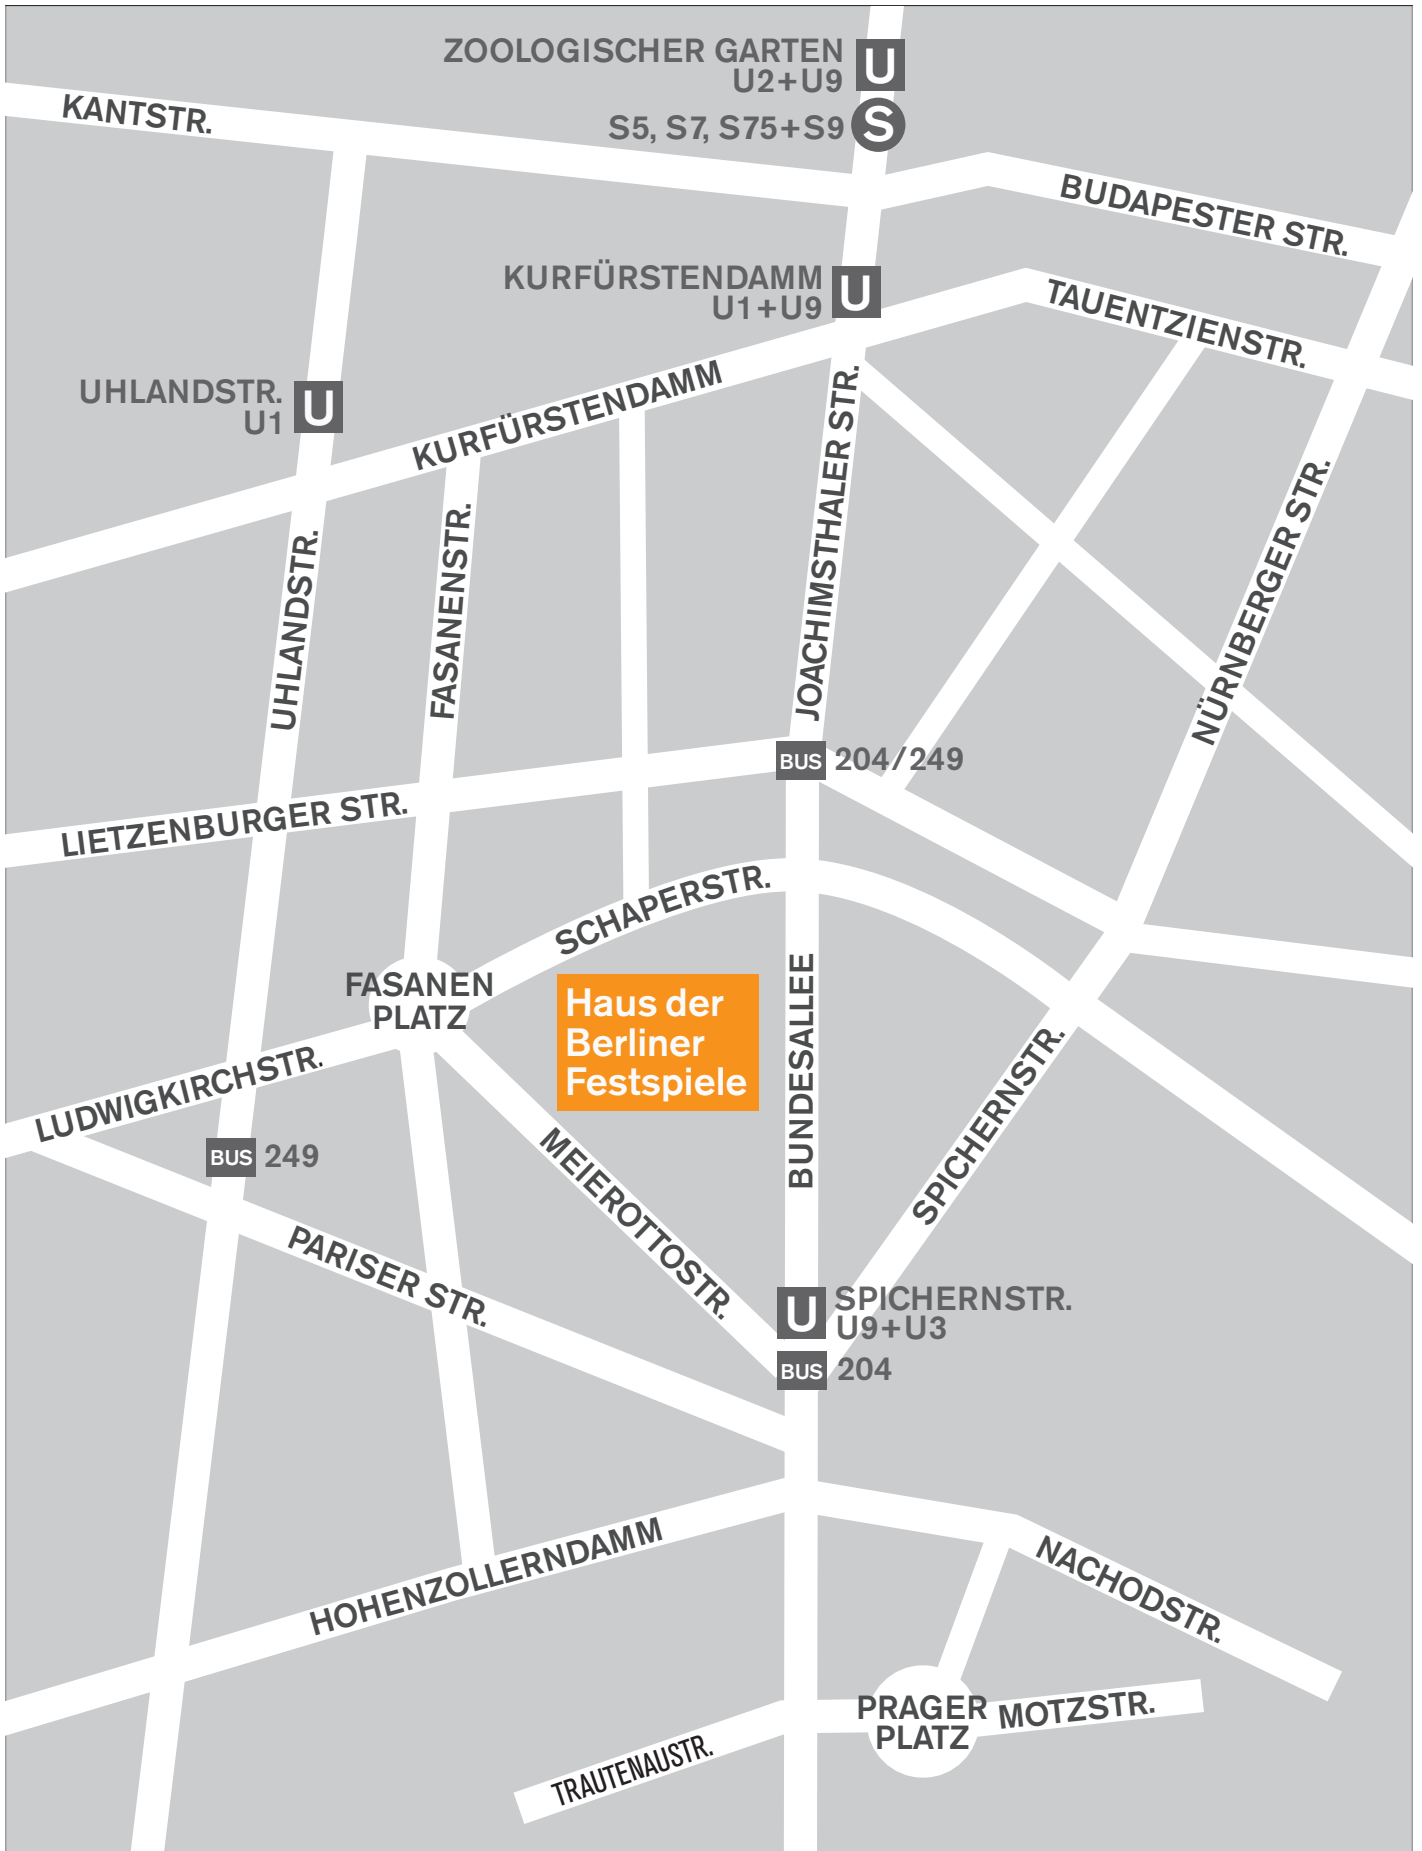 ZOOLOGISCHER GARTEN
U2+U9
U
S5, S7, S75+S9
S
KANTSTR.
BUDAPESTER STR.
KURFÜRSTENDAMM
U1+U9
U
TAUENTZIENSTR.
UHLANDSTR.
U1
U
KURFÜRSTENDAMM
JOACHIMSTHALER STR.
NÜRNBERGER STR.
UHLANDSTR.
FASANENSTR.
BUS 204/249
LIETZENBURGER STR.
SCHAPERSTR.
FASANEN
PLATZ
Haus der
Berliner
Festspiele
BUNDESALLEE
SPICHERNSTR.
LUDWIGKIRCHSTR.
BUS 249
MEIEROTTOSTR.
PARISER STR.
U
SPICHERNSTR.
U9+U3
BUS 204
HOHENZOLLERNDAMM
NACHODSTR.
PRAGER
PLATZ
MOTZSTR.
TRAUTENAUSTR.